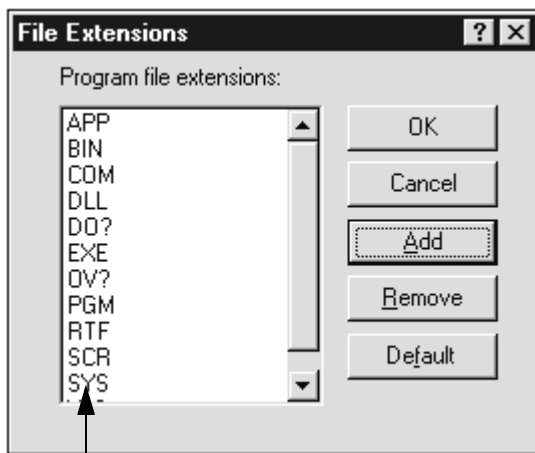 File Extensions
Program file extensions:
APP
BIN
COM
DLL
DO?
EXE
OV?
PGM
RTF
SCR
SYS
OK
Cancel
Add
Remove
Default